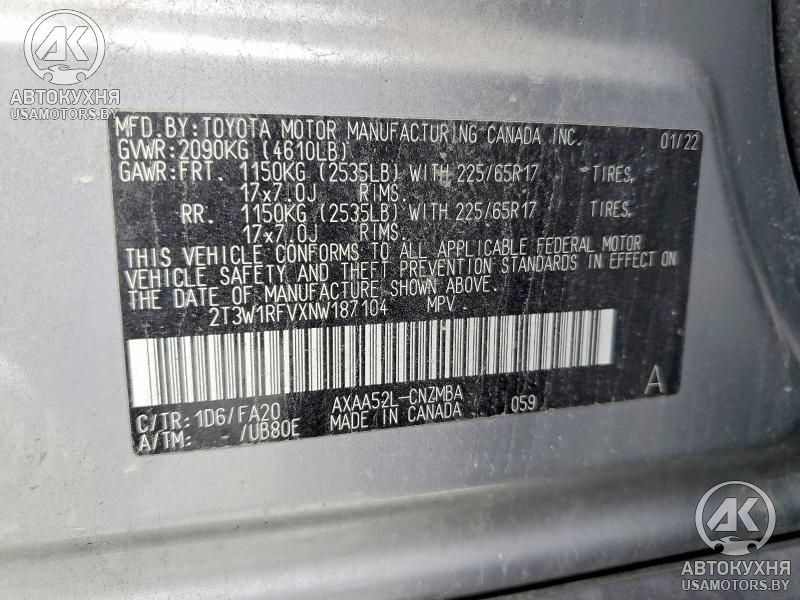 AK
АВТОКУХНЯ
USAMOTORS.BY
MFD.BY:TOYOTA MOTOR MANUFACTURING CANADA INC. 01/22
GVWR:2090KG (4610LB)
GAWR:FRT. 1150KG (2535LB) WITH 225/65R17 TIRES,
17x7.0J RIMS.
RR. 1150KG (2535LB) WITH 225/65R17 TIRES,
17x7.0J RIMS.
THIS VEHICLE CONFORMS TO ALL APPLICABLE FEDERAL MOTOR
VEHICLE SAFETY AND THEFT PREVENTION STANDARDS IN EFFECT ON
THE DATE OF MANUFACTURE SHOWN ABOVE.
2T3W1RFVXNW187104 MPV
A
C/TR: 1D6/FA20 AXAA52L-CNZMBA
A/TM: /UB80E MADE IN CANADA 059
AK
АВТОКУХНЯ
USAMOTORS.BY